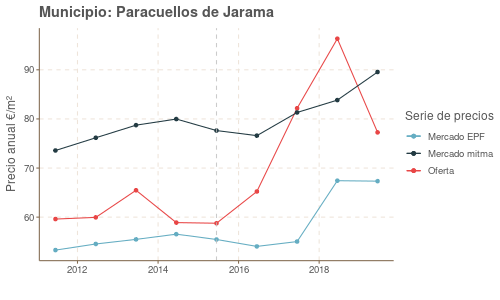 Municipio: Paracuellos de Jarama
Precio anual €/m²
90
80
70
60
2012
2014
2016
2018
Serie de precios
Mercado EPF
Mercado mitma
Oferta